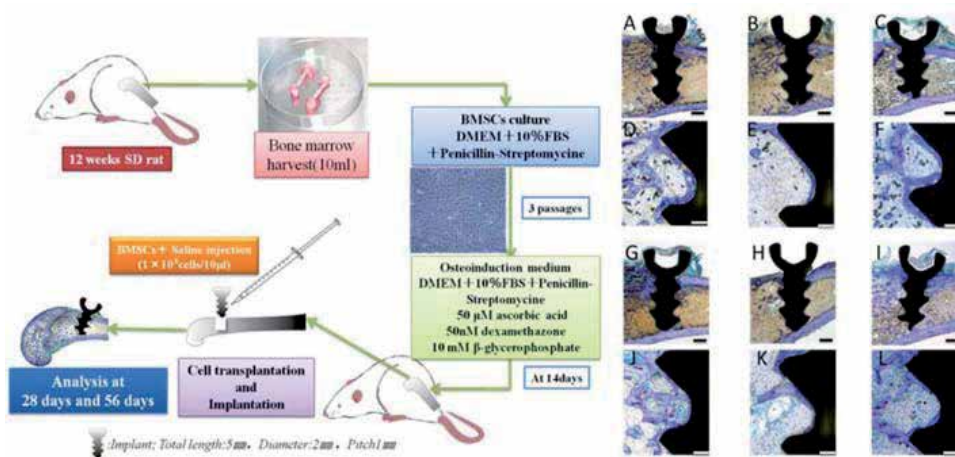 12 weeks SD rat
Bone marrow
harvest(10ml)
BMSCs culture
DMEM+10%FBS
+Penicillin-Streptomycine
3 passages
Osteoinduction medium
DMEM+10%FBS+Penicillin-
Streptomycine
50 μM ascorbic acid
50nM dexamethazone
10 mM β-glycerophosphate
At 14days
BMSCs+ Saline injection
cells/10μl)
Cell transplantation
and
Implantation
Analysis at
28 days and 56 days
:Implant; Total length:5㎜, Diameter:2㎜, Pitch1㎜
A
B
C
D
E
F
G
H
I
J
K
L